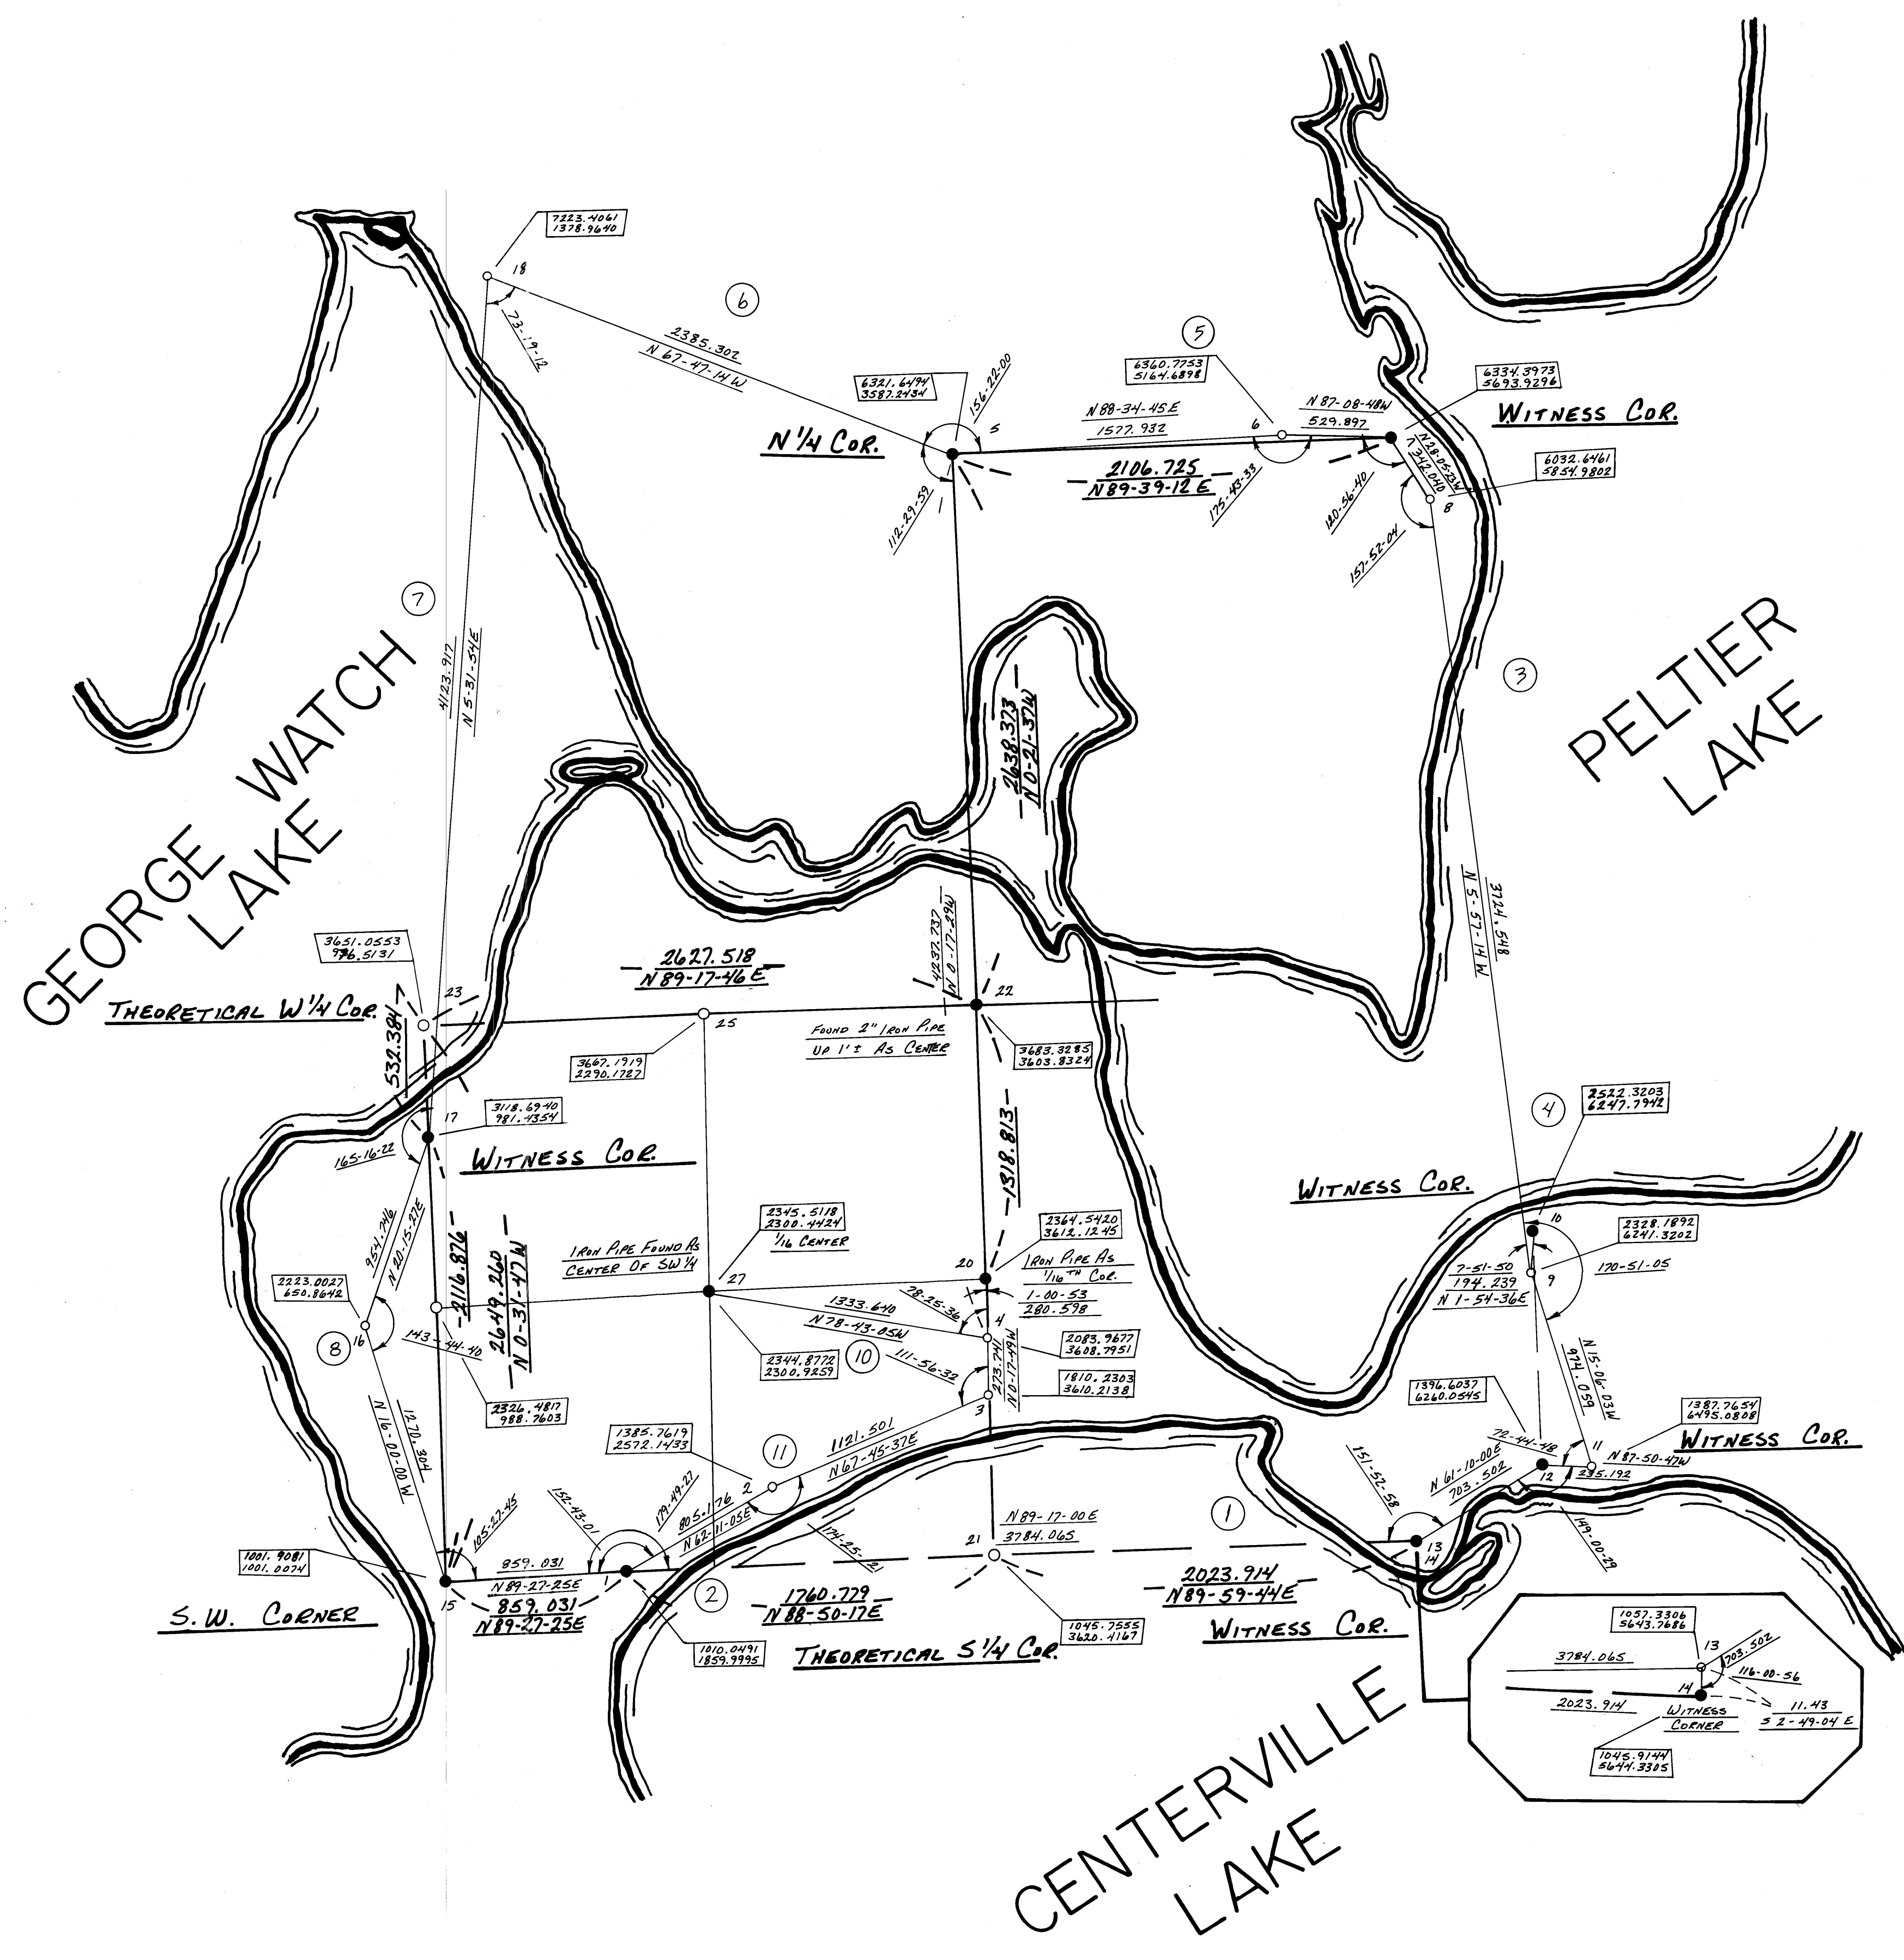 7223.4061
1378.9640
18
73-19-12
6
2385.302
N 67-47-14 W
6321.6494
3587.2434
156-22-00
5
N 1/4 COR.
112-29-59
N 88-34-45 E
1577.932
2106.725
N 89-39-12 E
5
6360.7753
5164.6898
6
175-43-33
N 87-08-48 W
529.897
6334.3973
5693.9296
WITNESS COR.
7
N 28-05-23 W
342.040
120-56-40
6032.6461
5854.9802
8
157-52-04
7
4123.917
N 5-31-54 E
GEORGE WATCH
LAKE
2638.373
N 0-21-37 W
3
PELTIER
LAKE
3724.548
N 5-57-14 W
4237.737
N 0-17-29 W
3651.0553
976.5131
THEORETICAL W 1/4 COR.
23
2627.518
N 89-17-46 E
25
22
FOUND 2" IRON PIPE
UP 1'± AS CENTER
3667.1919
2290.1727
3683.3285
3603.8324
532.384
3118.6940
981.4354
17
WITNESS COR.
165-16-22
1318.813
4
2522.3203
6247.7942
WITNESS COR.
10
2328.1892
6241.3202
7-51-50
194.239
N 1-54-36 E
9
170-51-05
954.746
N 20-15-27 E
2116.876
2649.260
N 0-31-47 W
2345.5118
2300.4424
1/16 CENTER
IRON PIPE FOUND AS
CENTER OF SW 1/4
27
20
2364.5420
3612.1245
IRON PIPE AS
1/16TH COR.
1-00-53
280.598
2223.0027
650.8642
16
8
143-44-40
1333.640
N 78-43-05 W
78-25-36
4
2083.9677
3608.7951
10
111-56-32
273.741
N 0-17-49 W
2344.8772
2300.9259
1810.2303
3610.2138
3
2326.4817
988.7603
N 16-00-00 W
1270.304
1385.7619
2572.1433
11
1121.501
N 67-45-37 E
2
805.176
N 62-11-05 E
179-49-27
152-43-01
174-25-21
N 15-06-03 W
974.059
1396.6037
6260.0545
1387.7654
6495.0808
WITNESS COR.
72-44-48
11
N 87-50-47 W
235.192
12
N 61-10-00 E
703.502
151-52-58
149-00-29
13
14
1
N 89-17-00 E
3784.065
21
1001.9081
1001.0074
105-27-45
859.031
N 89-27-25 E
859.031
N 89-27-25 E
15
S.W. CORNER
2
1760.779
N 88-50-17 E
1010.0491
1859.9995
THEORETICAL S 1/4 COR.
1045.7555
3620.4167
2023.914
N 89-59-44 E
WITNESS COR.
CENTERVILLE
LAKE
1057.3306
5643.7686
3784.065
13
703.502
116-00-56
14
2023.914
WITNESS
CORNER
11.43
S 2-49-04 E
1045.9144
5644.3305